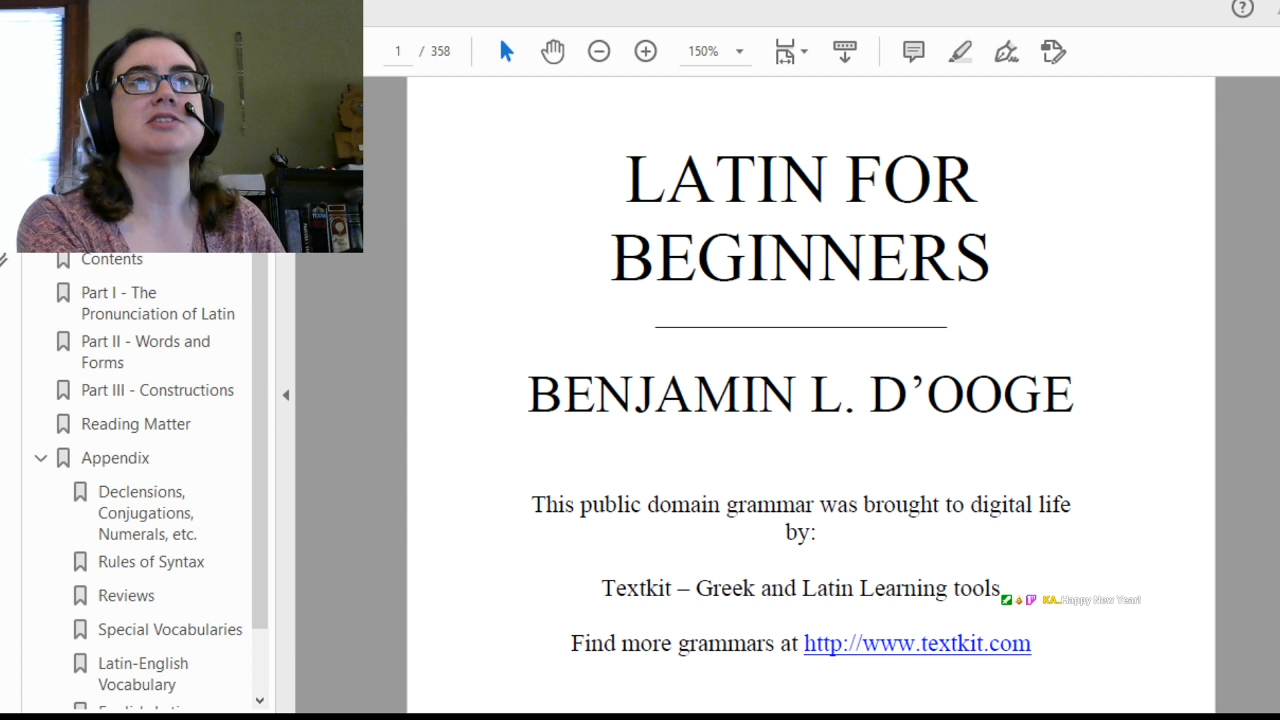 1 / 358
150%
Contents
Part I - The
Pronunciation of Latin
Part II - Words and
Forms
Part III - Constructions
Reading Matter
Appendix
Declensions,
Conjugations,
Numerals, etc.
Rules of Syntax
Reviews
Special Vocabularies
Latin-English
Vocabulary
LATIN FOR
BEGINNERS
BENJAMIN L. D’OOGE
This public domain grammar was brought to digital life
by:
Textkit – Greek and Latin Learning tools
KA_Happy New Year!
Find more grammars at http://www.textkit.com